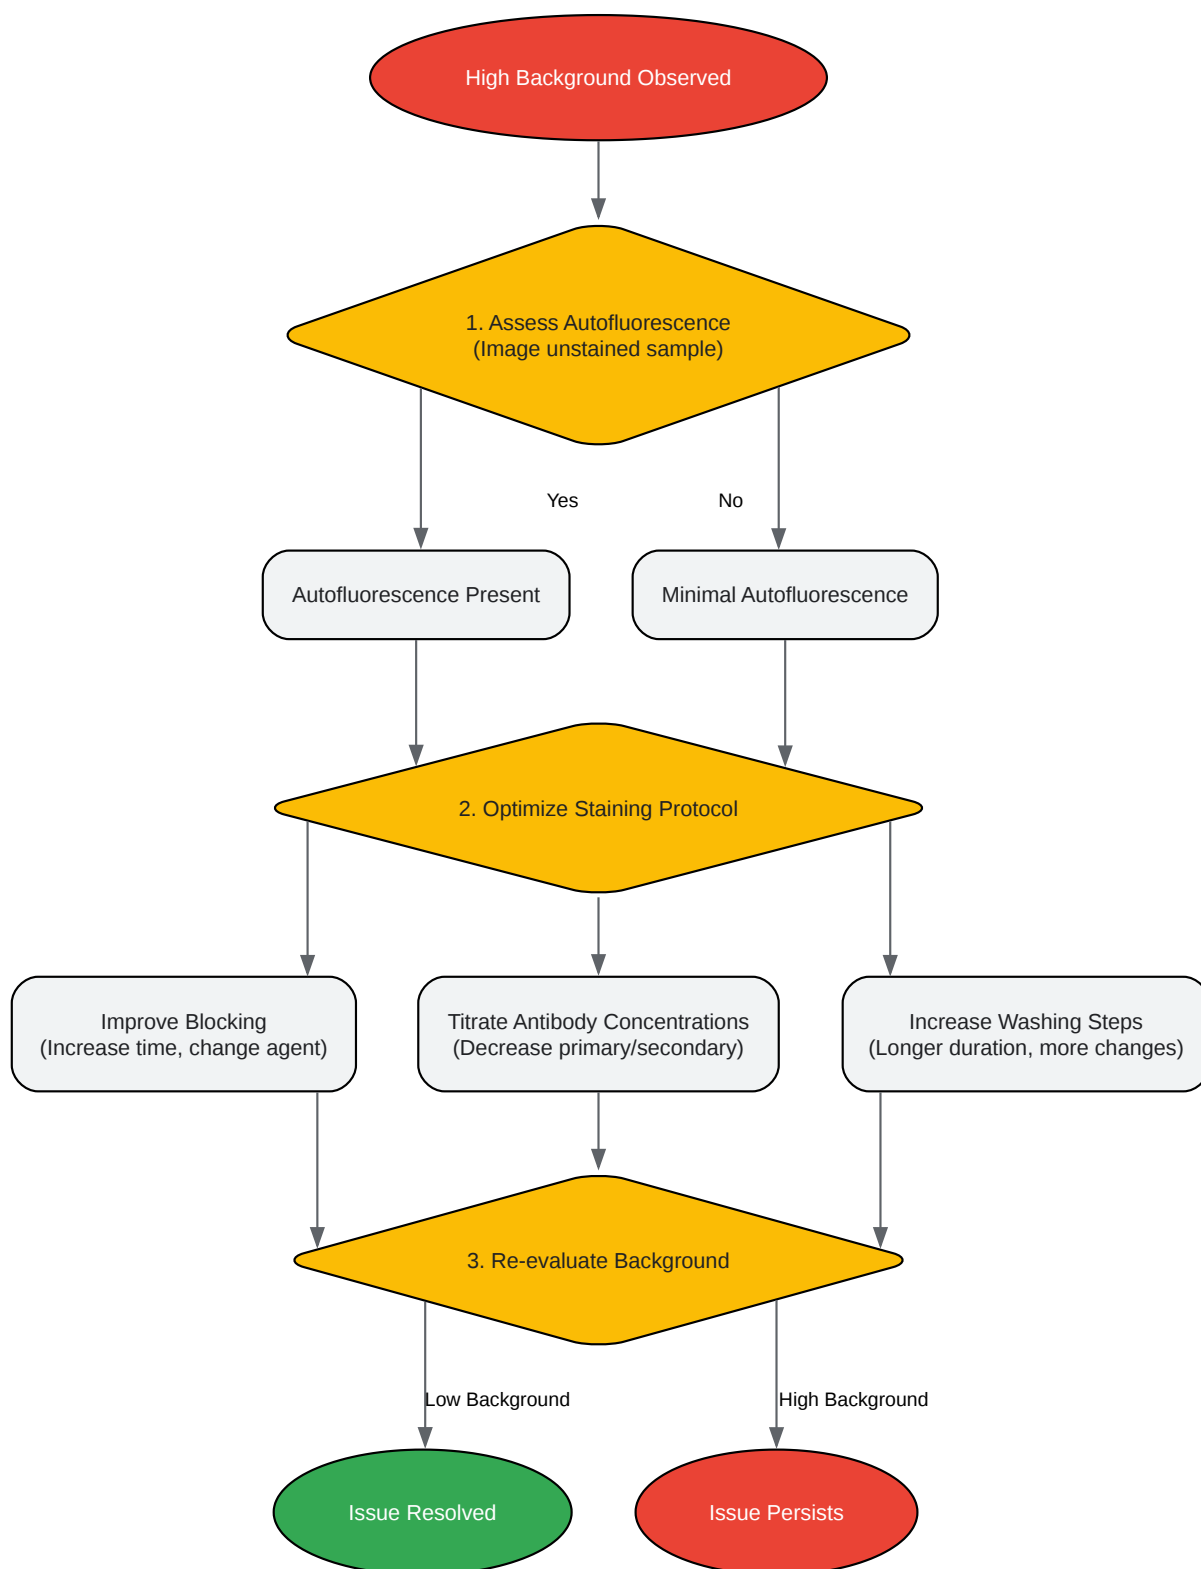 High Background Observed
1. Assess Autofluorescence
(Image unstained sample)
Yes
No
Autofluorescence Present
Minimal Autofluorescence
2. Optimize Staining Protocol
Improve Blocking
(Increase time, change agent)
Titrate Antibody Concentrations
(Decrease primary/secondary)
Increase Washing Steps
(Longer duration, more changes)
3. Re-evaluate Background
Low Background
High Background
Issue Resolved
Issue Persists